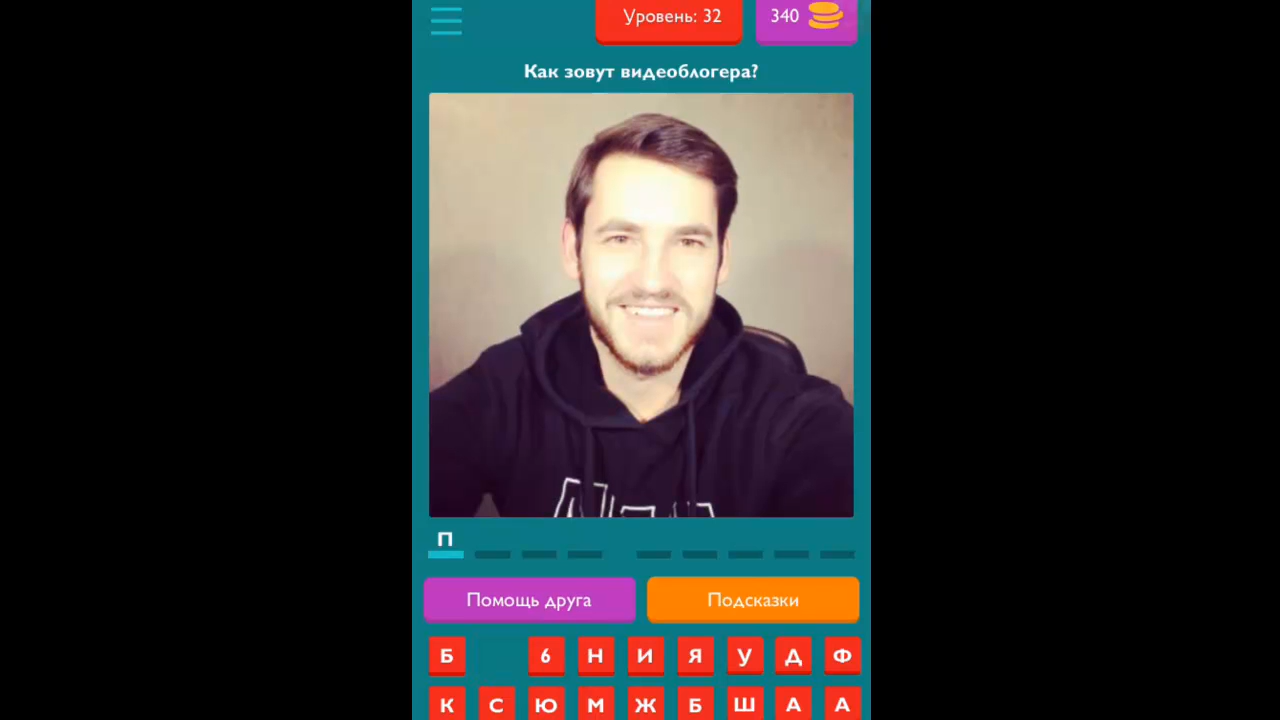 Уровень: 32
340
Как зовут видеоблогера?
П
Помощь друга
Подсказки
Б 6 Н И Я У Д Ф
К С Ю М Ж Б Ш А А